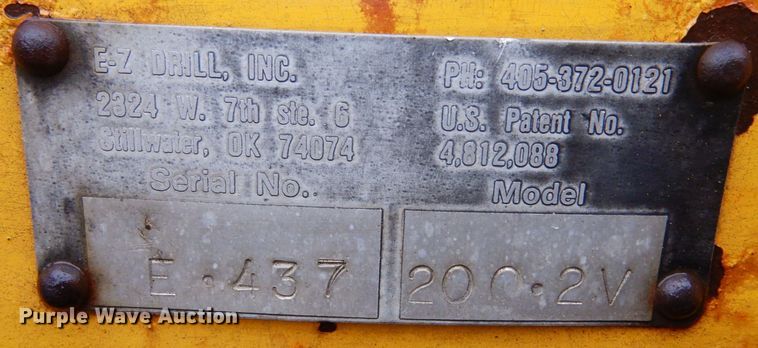 E-Z DRILL, INC.
2324 W. 7th ste. G
Stillwater, OK 74074
PH: 405-372-0121
U.S. Patent No.
4,812,088
Serial No.
E·437
Model
200·2V
Purple Wave Auction